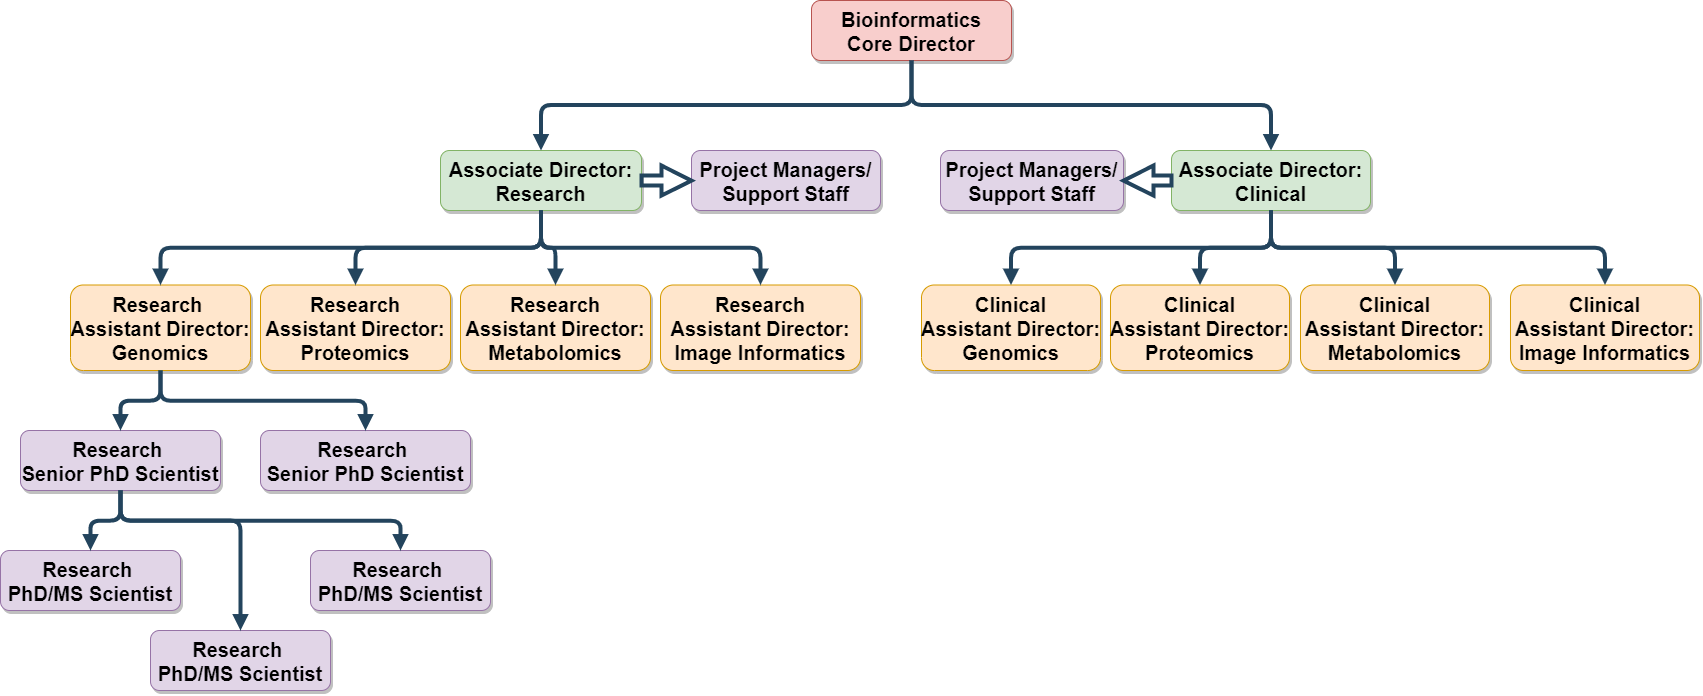 Bioinformatics
Core Director
Associate Director:
Research
Project Managers/
Support Staff
Project Managers/
Support Staff
Associate Director:
Clinical
Research
Assistant Director:
Genomics
Research
Assistant Director:
Proteomics
Research
Assistant Director:
Metabolomics
Research
Assistant Director:
Image Informatics
Clinical
Assistant Director:
Genomics
Clinical
Assistant Director:
Proteomics
Clinical
Assistant Director:
Metabolomics
Clinical
Assistant Director:
Image Informatics
Research
Senior PhD Scientist
Research
Senior PhD Scientist
Research
PhD/MS Scientist
Research
PhD/MS Scientist
Research
PhD/MS Scientist